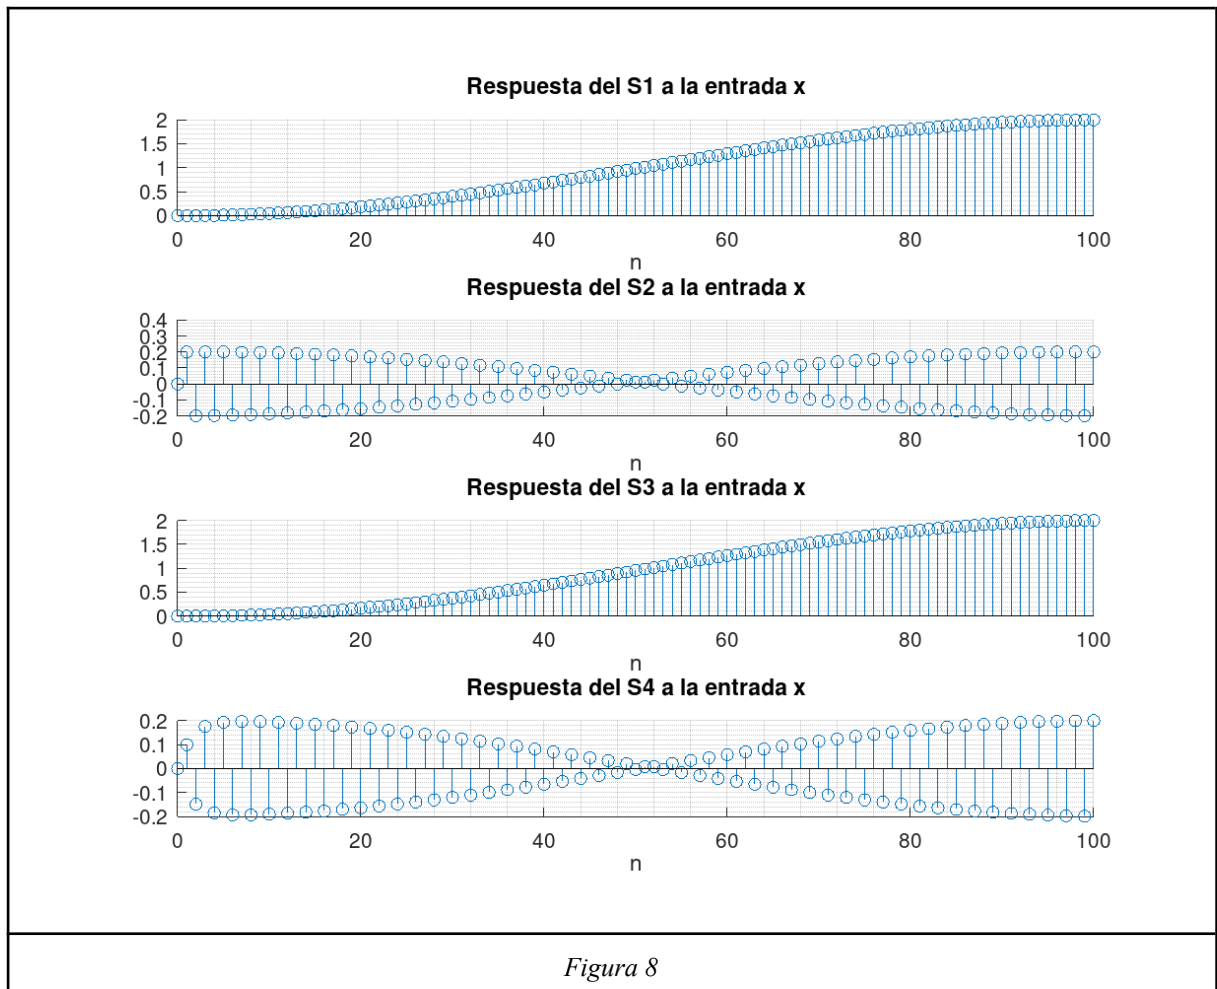 Respuesta del S1 a la entrada x
2
1.5
1
0.5
0
0 20 40 60 80 100
n
Respuesta del S2 a la entrada x
0.4
0.3
0.2
0.1
0
-0.1
-0.2
0 20 40 60 80 100
n
Respuesta del S3 a la entrada x
2
1.5
1
0.5
0
0 20 40 60 80 100
n
Respuesta del S4 a la entrada x
0.2
0.1
0
-0.1
-0.2
0 20 40 60 80 100
n
Figura 8